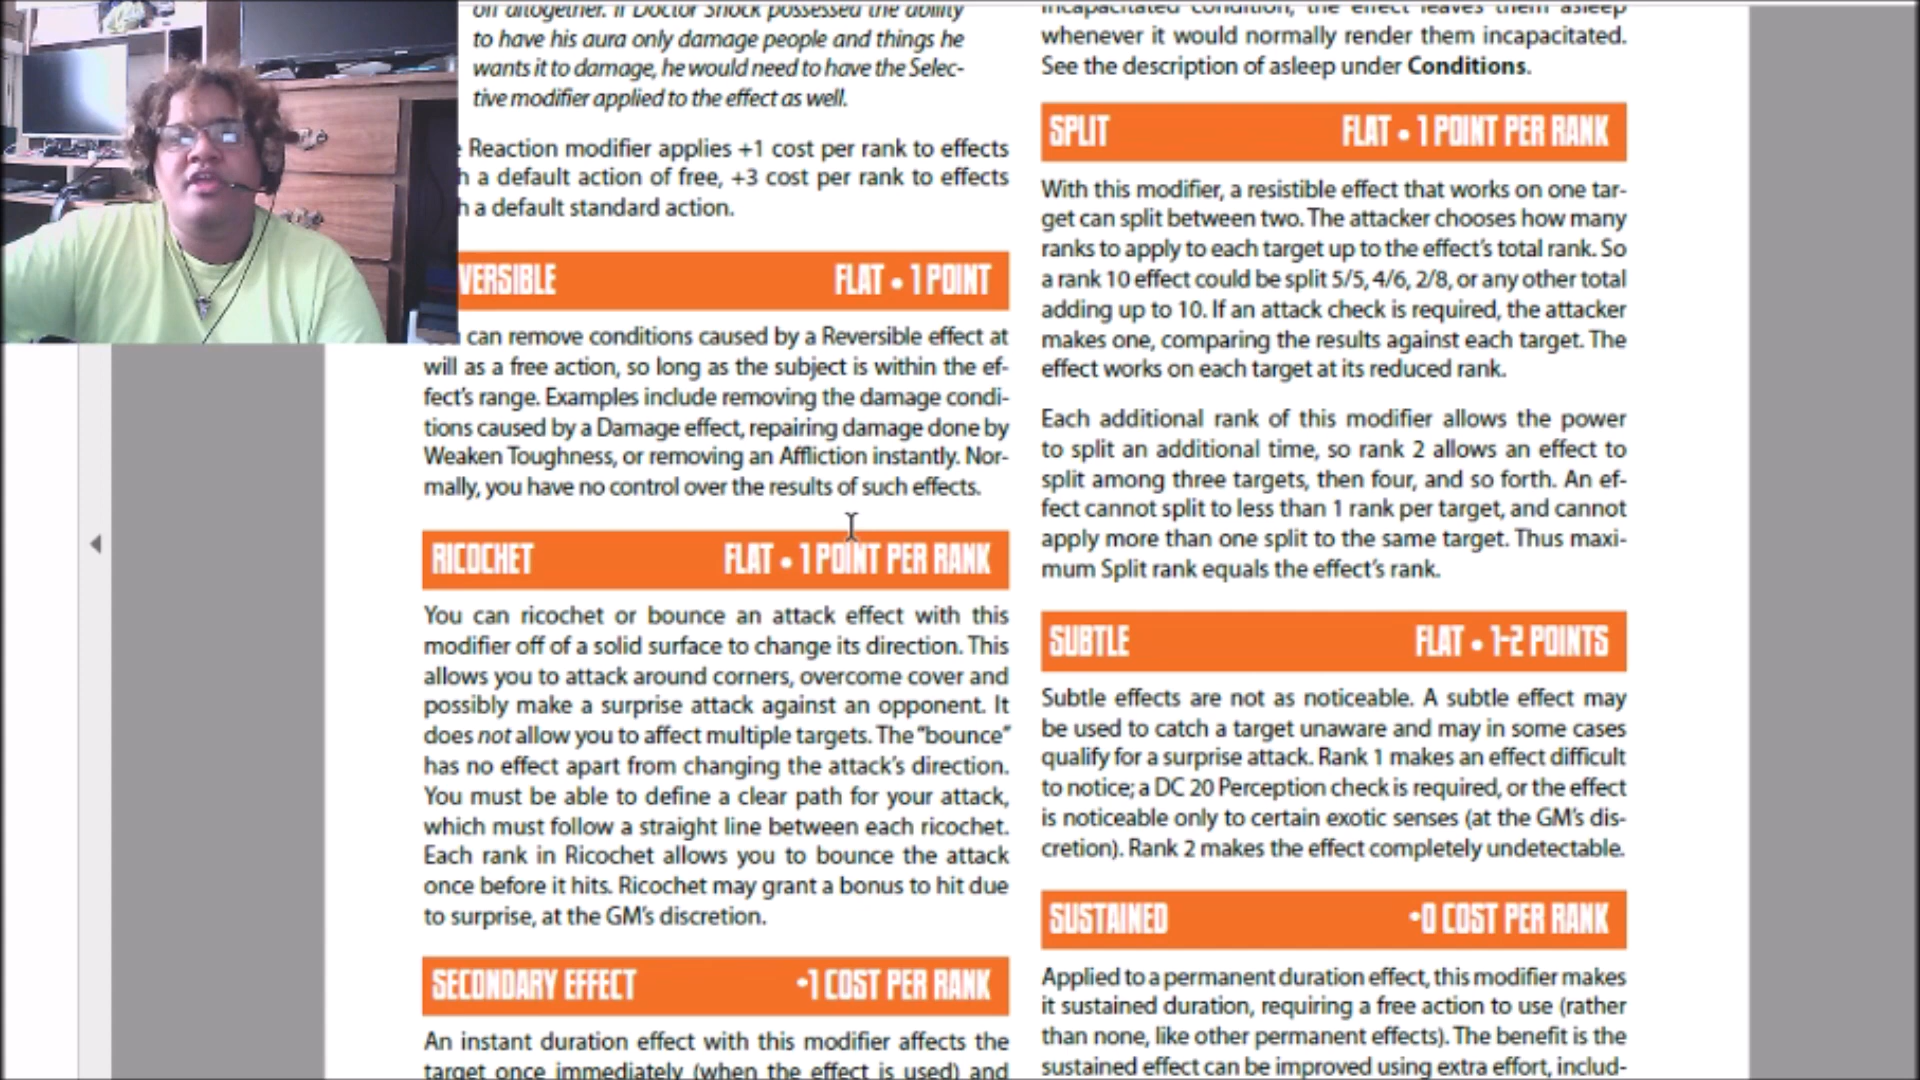 off altogether. If Doctor Shock possessed the ability
to have his aura only damage people and things he
wants it to damage, he would need to have the Selec-
tive modifier applied to the effect as well.
Reaction modifier applies +1 cost per rank to effects
h a default action of free, +3 cost per rank to effects
h a default standard action.
VERSIBLE FLAT • 1 POINT
can remove conditions caused by a Reversible effect at
will as a free action, so long as the subject is within the ef-
fect's range. Examples include removing the damage condi-
tions caused by a Damage effect, repairing damage done by
Weaken Toughness, or removing an Affliction instantly. Nor-
mally, you have no control over the results of such effects.
RICOCHET FLAT • 1 POINT PER RANK
You can ricochet or bounce an attack effect with this
modifier off of a solid surface to change its direction. This
allows you to attack around corners, overcome cover and
possibly make a surprise attack against an opponent. It
does not allow you to affect multiple targets. The "bounce"
has no effect apart from changing the attack's direction.
You must be able to define a clear path for your attack,
which must follow a straight line between each ricochet.
Each rank in Ricochet allows you to bounce the attack
once before it hits. Ricochet may grant a bonus to hit due
to surprise, at the GM's discretion.
SECONDARY EFFECT •1 COST PER RANK
An instant duration effect with this modifier affects the
target once immediately (when the effect is used) and
incapacitated condition, the effect leaves them asleep
whenever it would normally render them incapacitated.
See the description of asleep under Conditions.
SPLIT FLAT • 1 POINT PER RANK
With this modifier, a resistible effect that works on one tar-
get can split between two. The attacker chooses how many
ranks to apply to each target up to the effect's total rank. So
a rank 10 effect could be split 5/5, 4/6, 2/8, or any other total
adding up to 10. If an attack check is required, the attacker
makes one, comparing the results against each target. The
effect works on each target at its reduced rank.
Each additional rank of this modifier allows the power
to split an additional time, so rank 2 allows an effect to
split among three targets, then four, and so forth. An ef-
fect cannot split to less than 1 rank per target, and cannot
apply more than one split to the same target. Thus maxi-
mum Split rank equals the effect's rank.
SUBTLE FLAT • 1-2 POINTS
Subtle effects are not as noticeable. A subtle effect may
be used to catch a target unaware and may in some cases
qualify for a surprise attack. Rank 1 makes an effect difficult
to notice; a DC 20 Perception check is required, or the effect
is noticeable only to certain exotic senses (at the GM's dis-
cretion). Rank 2 makes the effect completely undetectable.
SUSTAINED •0 COST PER RANK
Applied to a permanent duration effect, this modifier makes
it sustained duration, requiring a free action to use (rather
than none, like other permanent effects). The benefit is the
sustained effect can be improved using extra effort, includ-